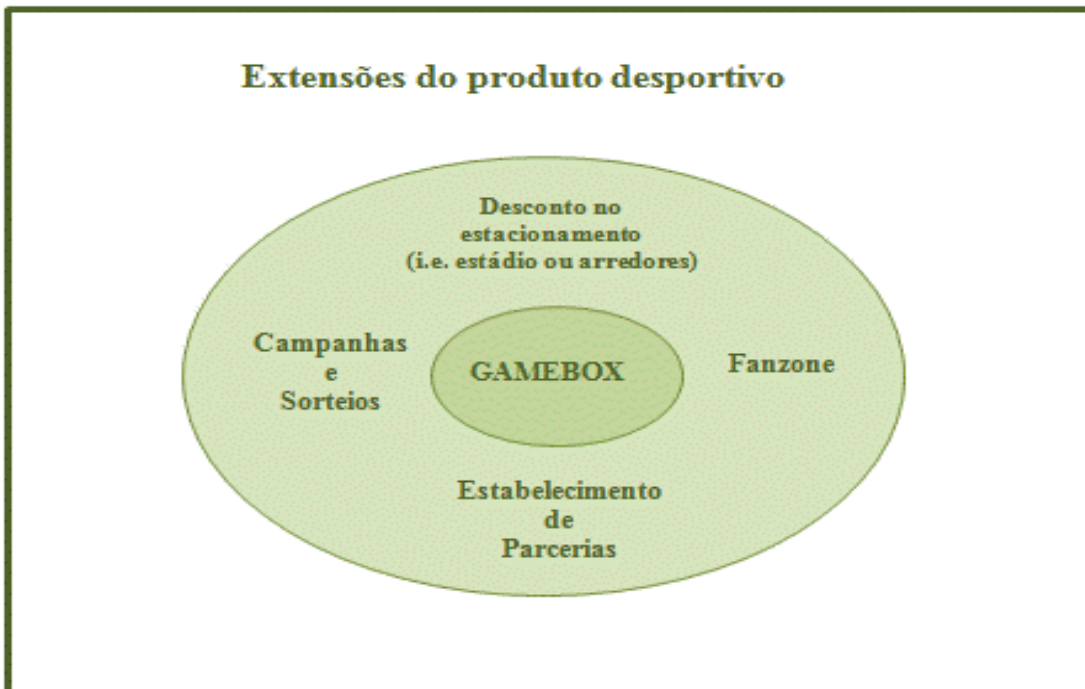 Extensões do produto desportivo
Desconto no
estacionamento
(i.e. estádio ou arredores)
Campanhas
e
Sorteios
GAMEBOX
Fanzone
Estabelecimento
de
Parcerias